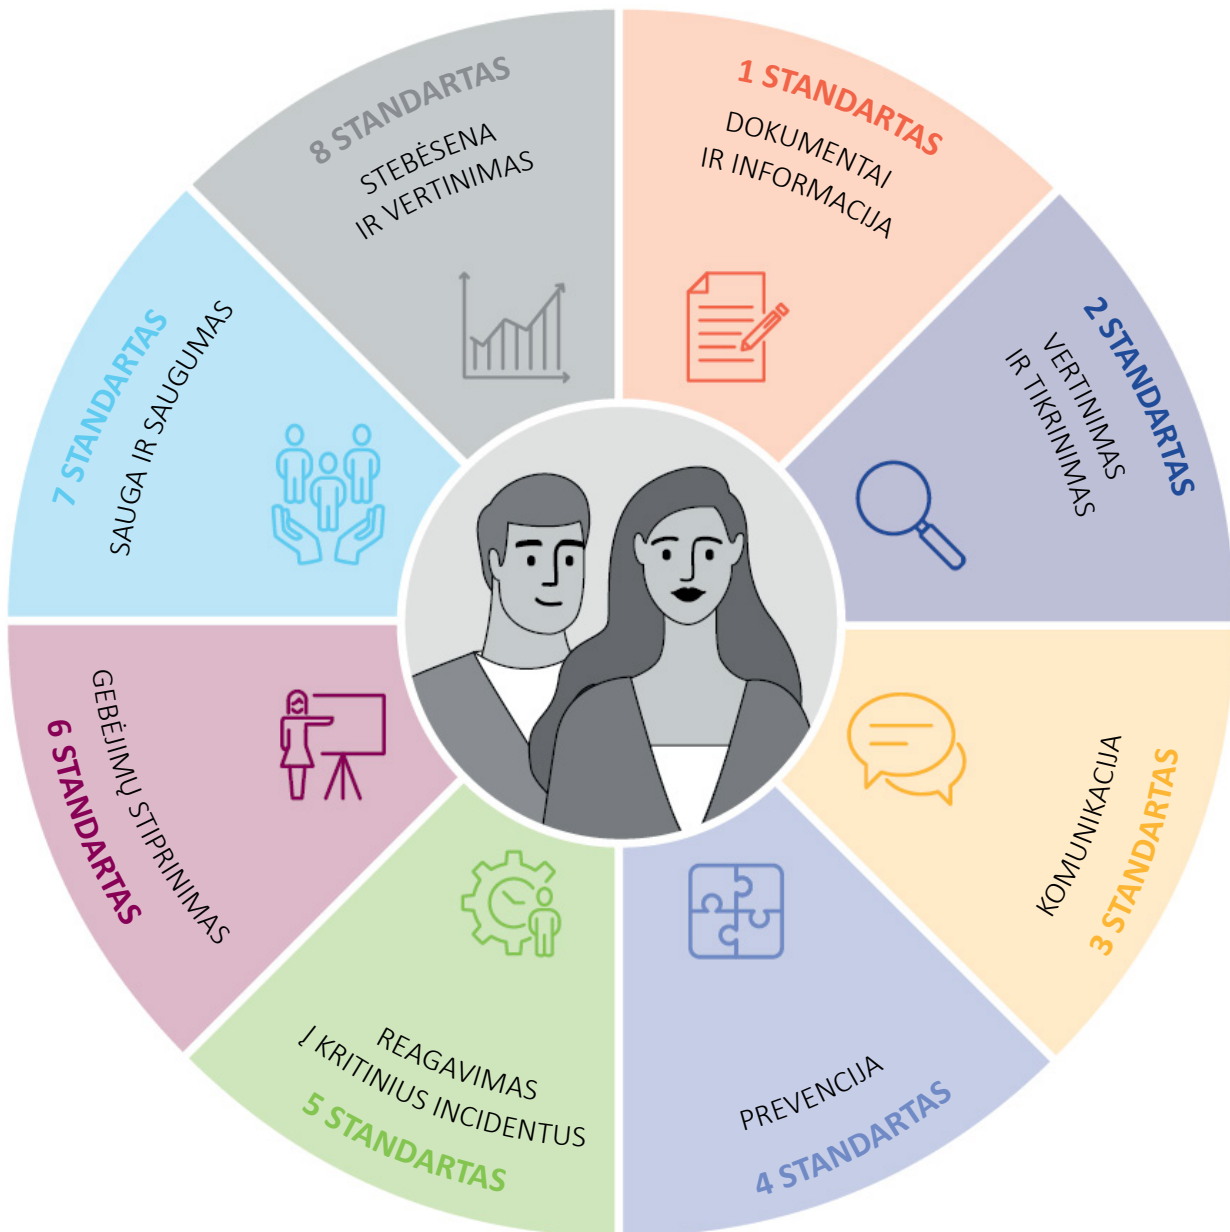 1 STANDARTAS
DOKUMENTAI
IR INFORMACIJA
2 STANDARTAS
VERTINIMAS
IR TIKRINIMAS
3 STANDARTAS
KOMUNIKACIJA
4 STANDARTAS
PREVENCIJA
5 STANDARTAS
REAGAVIMAS
Į KRITINIUS INCIDENTUS
6 STANDARTAS
GEBĖJIMŲ STIPRINIMAS
7 STANDARTAS
SAUGA IR SAUGUMAS
8 STANDARTAS
STEBĖSENA
IR VERTINIMAS